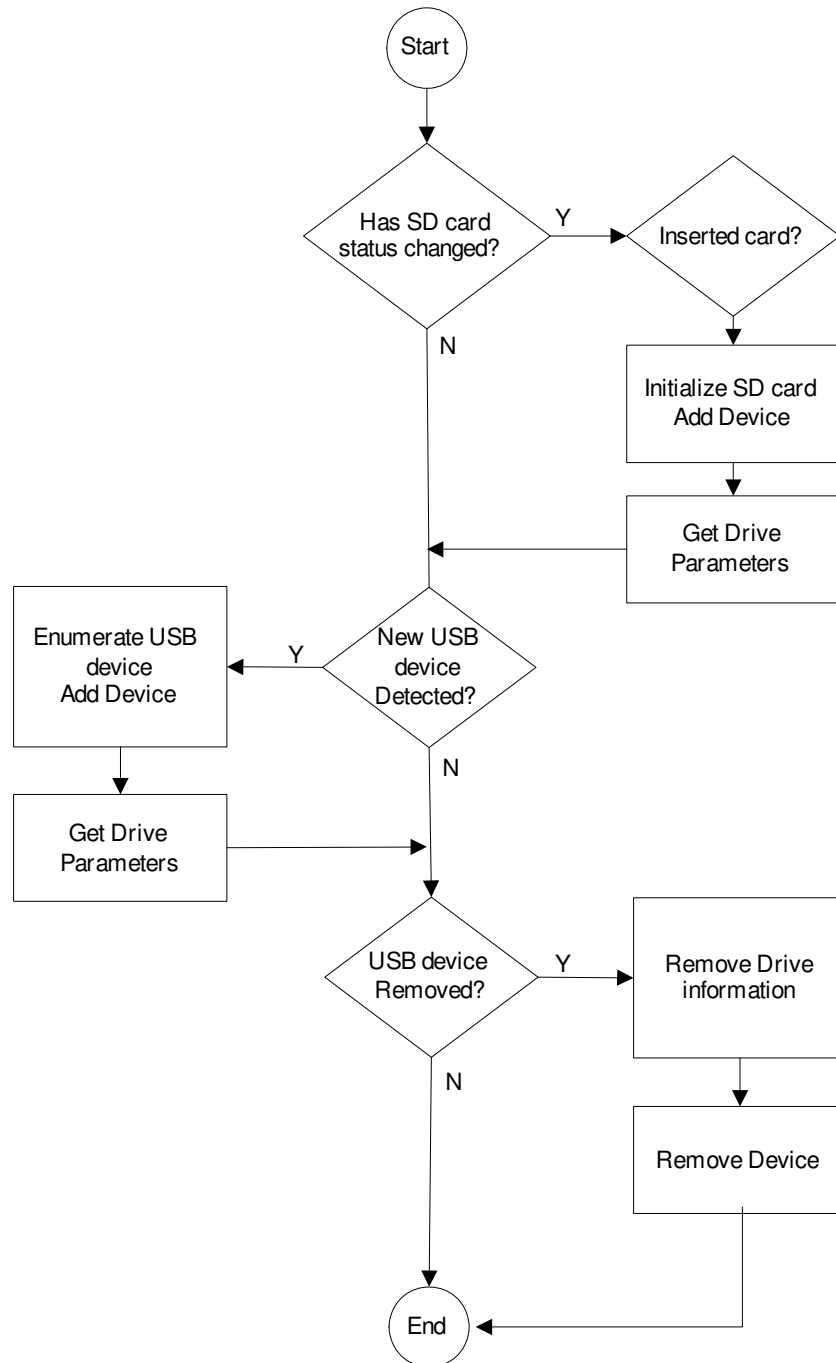 Start
Has SD card
status changed?
Y
Inserted card?
N
Initialize SD card
Add Device
Get Drive
Parameters
Enumerate USB
device
Add Device
Y
New USB
device
Detected?
N
Get Drive
Parameters
USB device
Removed?
Y
Remove Drive
information
N
Remove Device
End